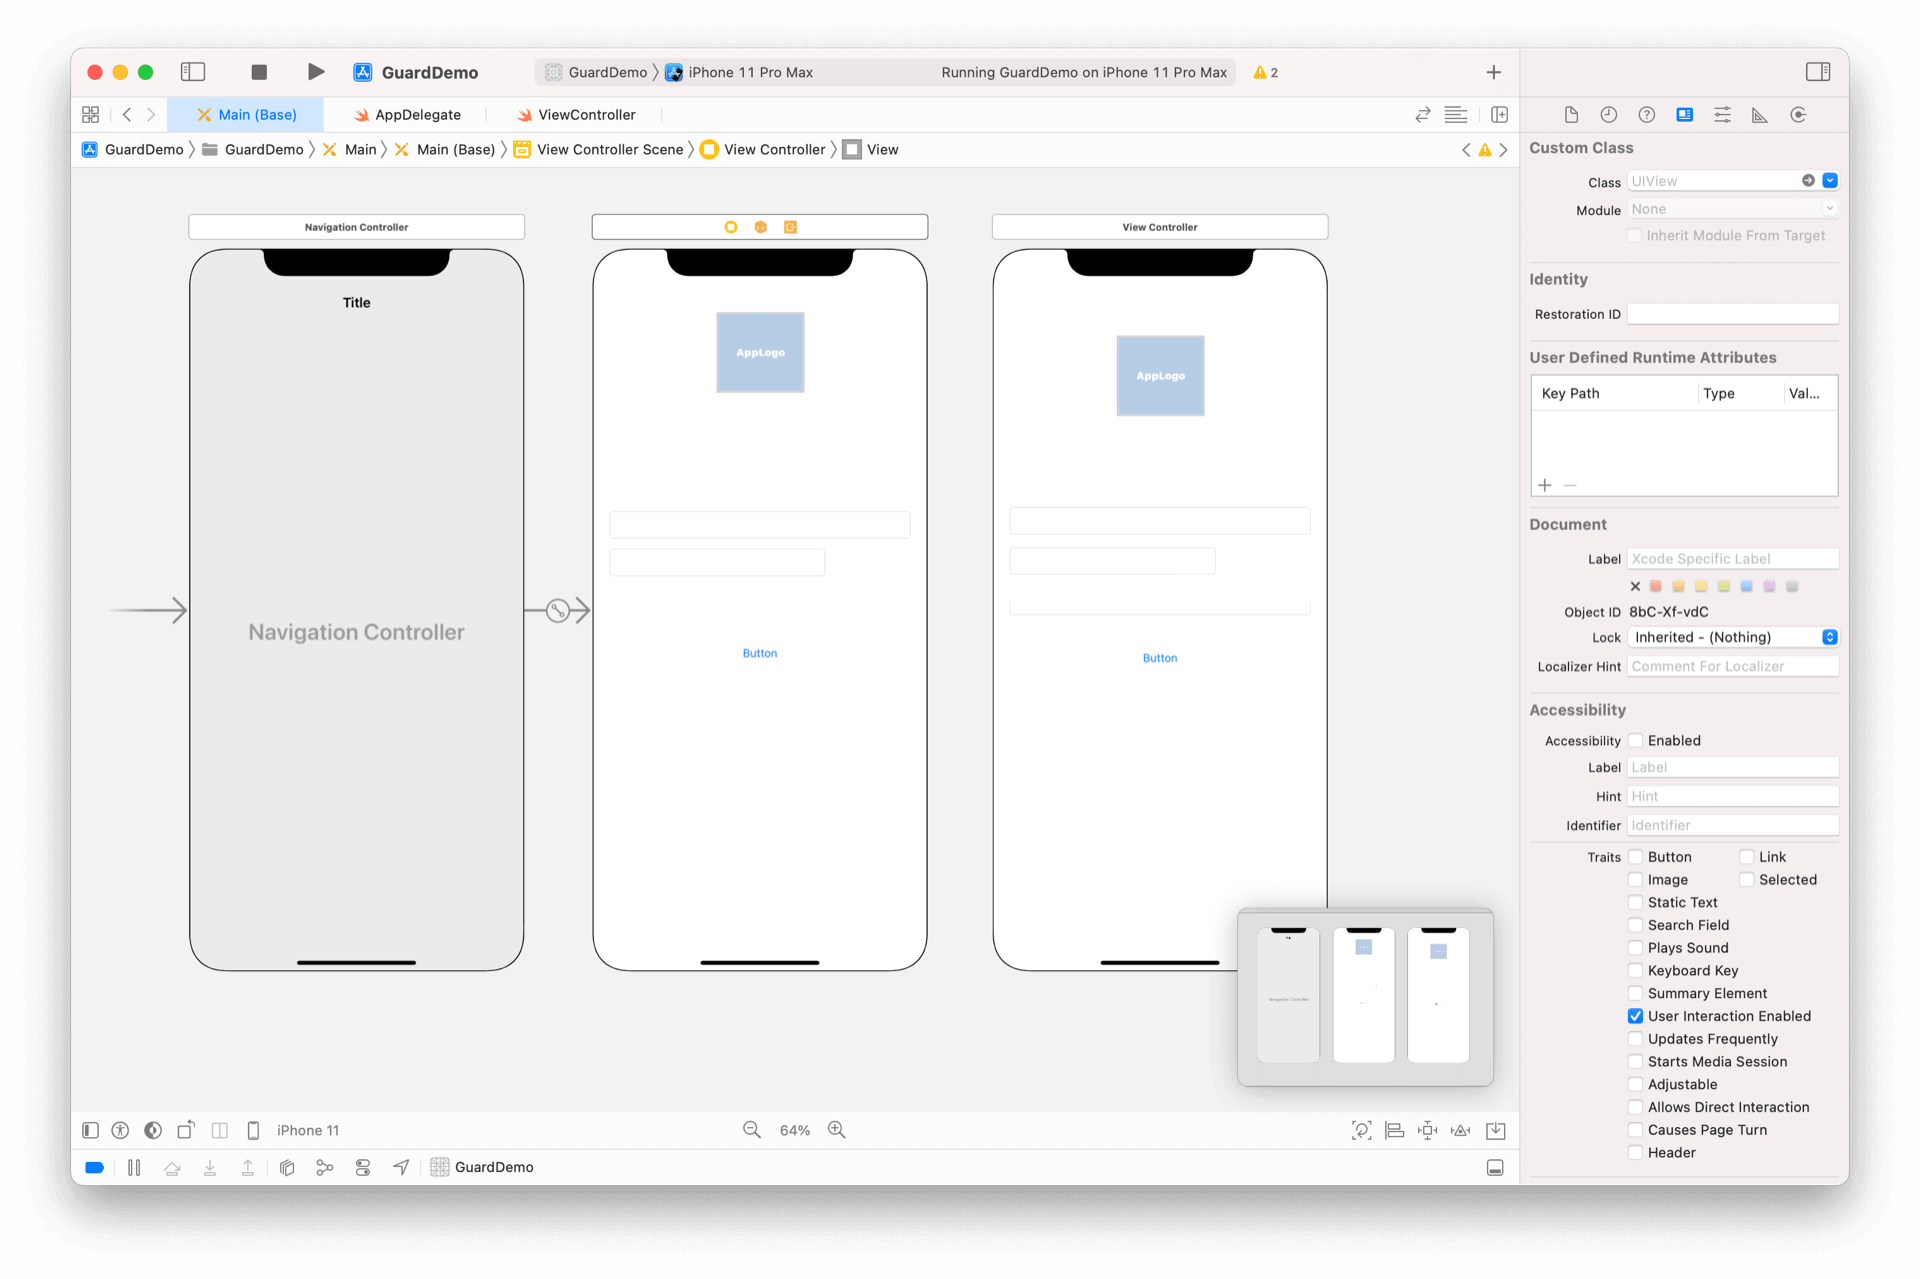 GuardDemo
GuardDemo iPhone 11 Pro Max Running GuardDemo on iPhone 11 Pro Max 2
Main (Base) AppDelegate ViewController
GuardDemo GuardDemo Main Main (Base) View Controller Scene View Controller View
Navigation Controller
View Controller
Title
AppLogo
AppLogo
Navigation Controller
Button
Button
Navigation Controller
iPhone 11 64%
GuardDemo
Custom Class
Class UIView
Module None
Inherit Module From Target
Identity
Restoration ID
User Defined Runtime Attributes
Key Path Type Val...
Document
Label Xcode Specific Label
Object ID 8bC-Xf-vdC
Lock Inherited - (Nothing)
Localizer Hint Comment For Localizer
Accessibility
Accessibility Enabled
Label Label
Hint Hint
Identifier Identifier
Traits Button Link
Image Selected
Static Text
Search Field
Plays Sound
Keyboard Key
Summary Element
User Interaction Enabled
Updates Frequently
Starts Media Session
Adjustable
Allows Direct Interaction
Causes Page Turn
Header